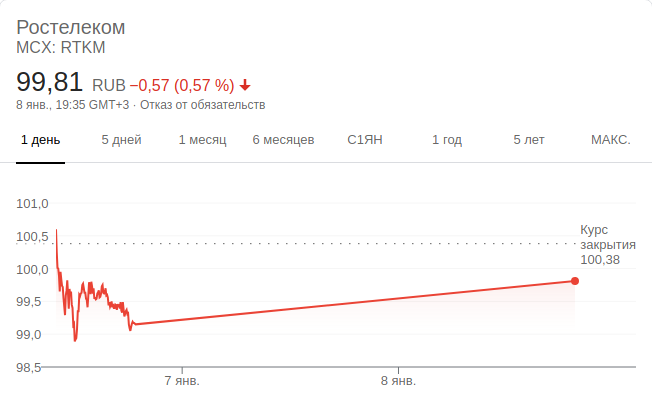 Ростелеком
MCX: RTKM
99,81 RUB −0,57 (0,57 %)
8 янв., 19:35 GMT+3 · Отказ от обязательств
1 день 5 дней 1 месяц 6 месяцев С1ЯН 1 год 5 лет МАКС.
101,0
100,5
100,0
99,5
99,0
98,5
Курс
закрытия
100,38
7 янв. 8 янв.